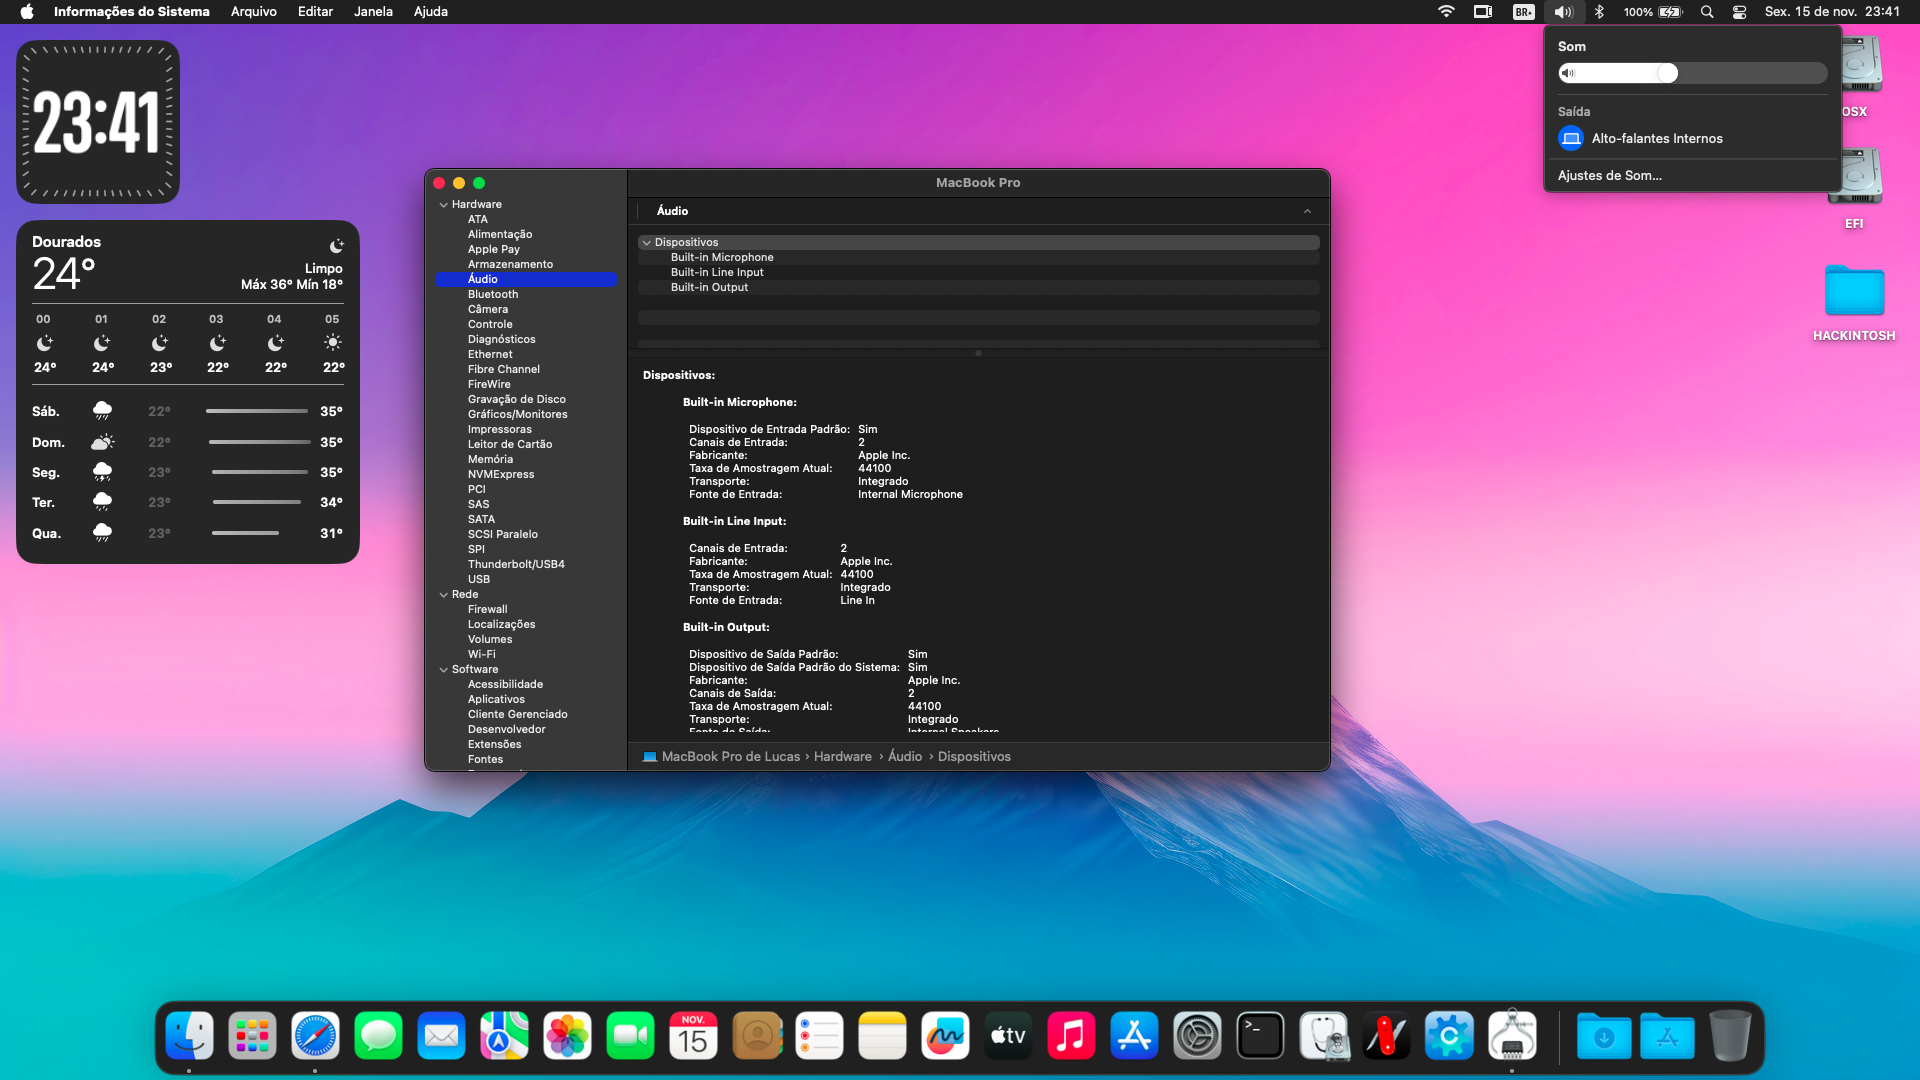 Informações do Sistema Arquivo Editar Janela Ajuda
BR 100% Sex. 15 de nov. 23:41
23:41
Dourados
24°
Limpo
Máx 36° Mín 18°
00 01 02 03 04 05
24° 24° 23° 22° 22° 22°
Sáb. 22° 35°
Dom. 22° 35°
Seg. 23° 35°
Ter. 23° 34°
Qua. 23° 31°
MacBook Pro
Hardware
ATA
Alimentação
Apple Pay
Armazenamento
Áudio
Bluetooth
Câmera
Controle
Diagnósticos
Ethernet
Fibre Channel
FireWire
Gravação de Disco
Gráficos/Monitores
Impressoras
Leitor de Cartão
Memória
NVMExpress
PCI
SAS
SATA
SCSI Paralelo
SPI
Thunderbolt/USB4
USB
Rede
Firewall
Localizações
Volumes
Wi-Fi
Software
Acessibilidade
Aplicativos
Cliente Gerenciado
Desenvolvedor
Extensões
Fontes
Áudio
Dispositivos
Built-in Microphone
Built-in Line Input
Built-in Output
Dispositivos:
Built-in Microphone:
Dispositivo de Entrada Padrão: Sim
Canais de Entrada: 2
Fabricante: Apple Inc.
Taxa de Amostragem Atual: 44100
Transporte: Integrado
Fonte de Entrada: Internal Microphone
Built-in Line Input:
Canais de Entrada: 2
Fabricante: Apple Inc.
Taxa de Amostragem Atual: 44100
Transporte: Integrado
Fonte de Entrada: Line In
Built-in Output:
Dispositivo de Saída Padrão: Sim
Dispositivo de Saída Padrão do Sistema: Sim
Fabricante: Apple Inc.
Canais de Saída: 2
Taxa de Amostragem Atual: 44100
Transporte: Integrado
Fonte de Saída: Internal Speakers
MacBook Pro de Lucas › Hardware › Áudio › Dispositivos
Som
Saída
Alto-falantes Internos
Ajustes de Som...
OSX
EFI
HACKINTOSH
NOV.
15
tv
>_